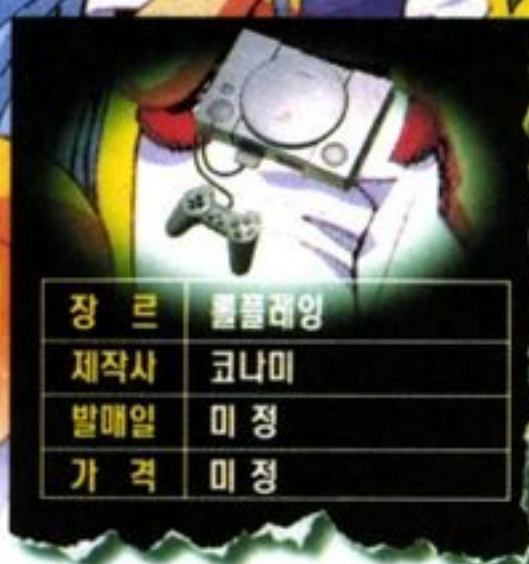 장 르 롤플레잉
제작사 코나미
발매일 미 정
가 격 미 정